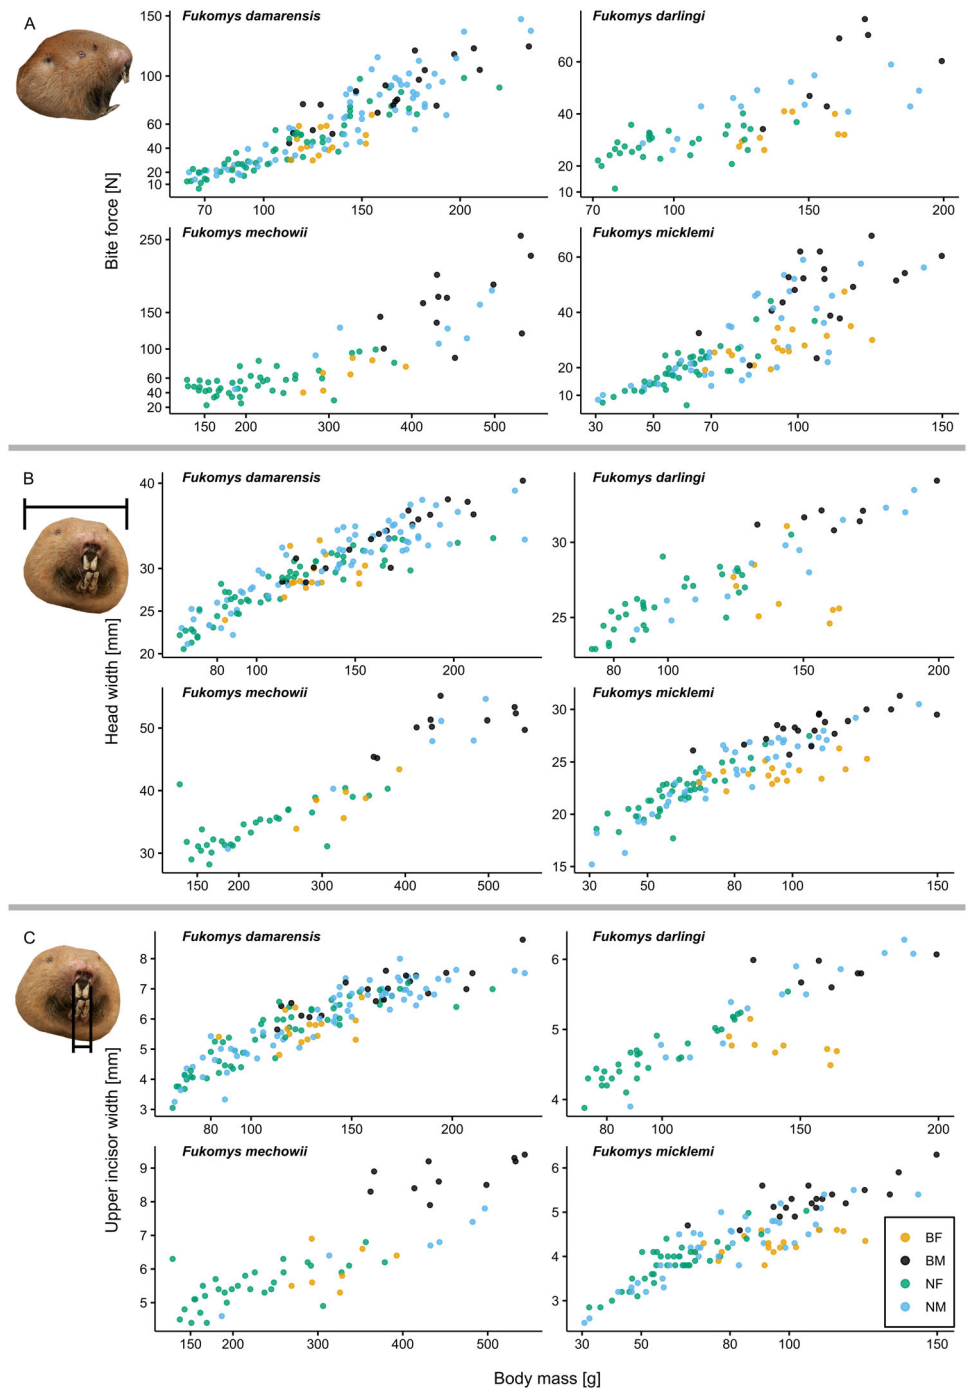 A
Fukomys damarensis
Fukomys darlingi
150
100
60
40
20
10
70 100 150 200
60
40
20
10
70 100 150 200
Bite force [N]
Fukomys mechowii
Fukomys micklemi
250
150
100
60
40
20
150 200 300 400 500
60
40
20
10
30 50 70 100 150
B
Fukomys damarensis
Fukomys darlingi
40
30
25
20
80 100 150 200
30
25
80 100 150 200
Head width [mm]
Fukomys mechowii
Fukomys micklemi
50
40
30
150 200 300 400 500
30
25
20
15
30 50 80 100 150
C
Fukomys damarensis
Fukomys darlingi
8
7
6
5
4
3
80 100 150 200
6
5
4
80 100 150 200
Upper incisor width [mm]
Fukomys mechowii
Fukomys micklemi
9
8
7
6
5
150 200 300 400 500
6
5
4
3
30 50 80 100 150
BF
BM
NF
NM
Body mass [g]